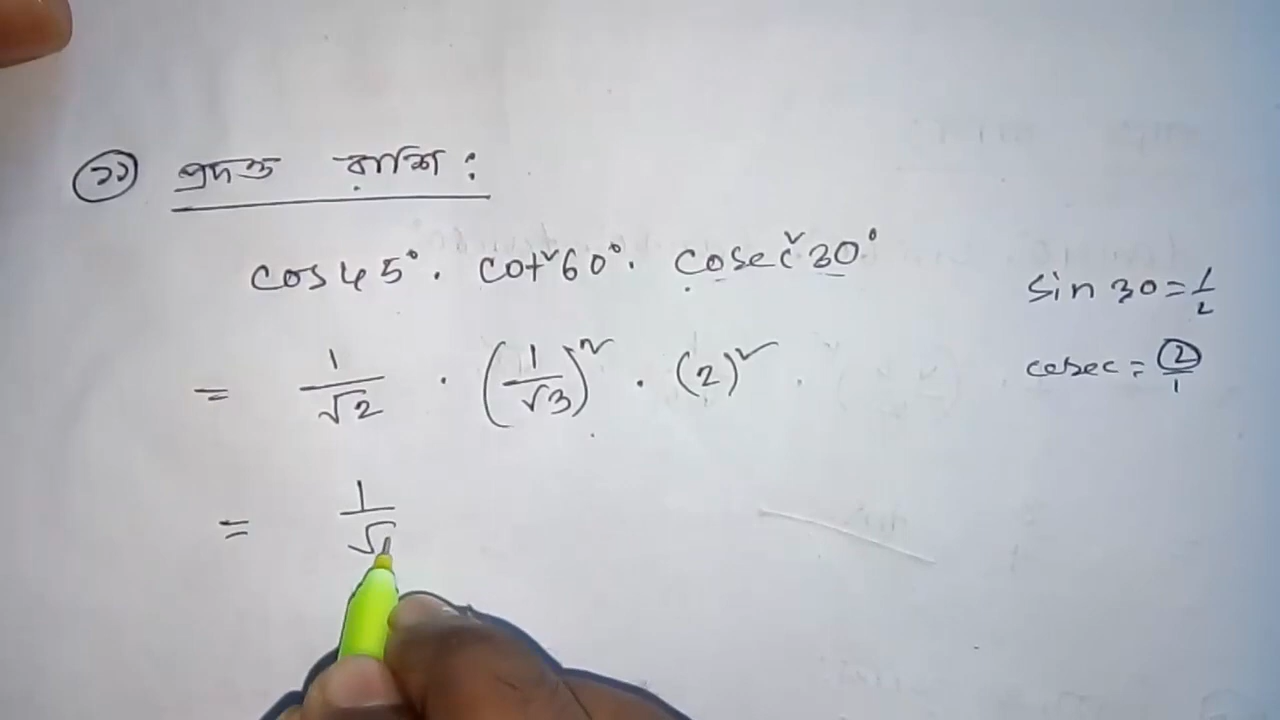 ১১ প্রদত্ত রাশি :
cos45°. cot²60°. cosec²30°
= 1/√2 . (1/√3)² . (2)²
= 1/√
sin 30 = 1/2
cosec = 2/1